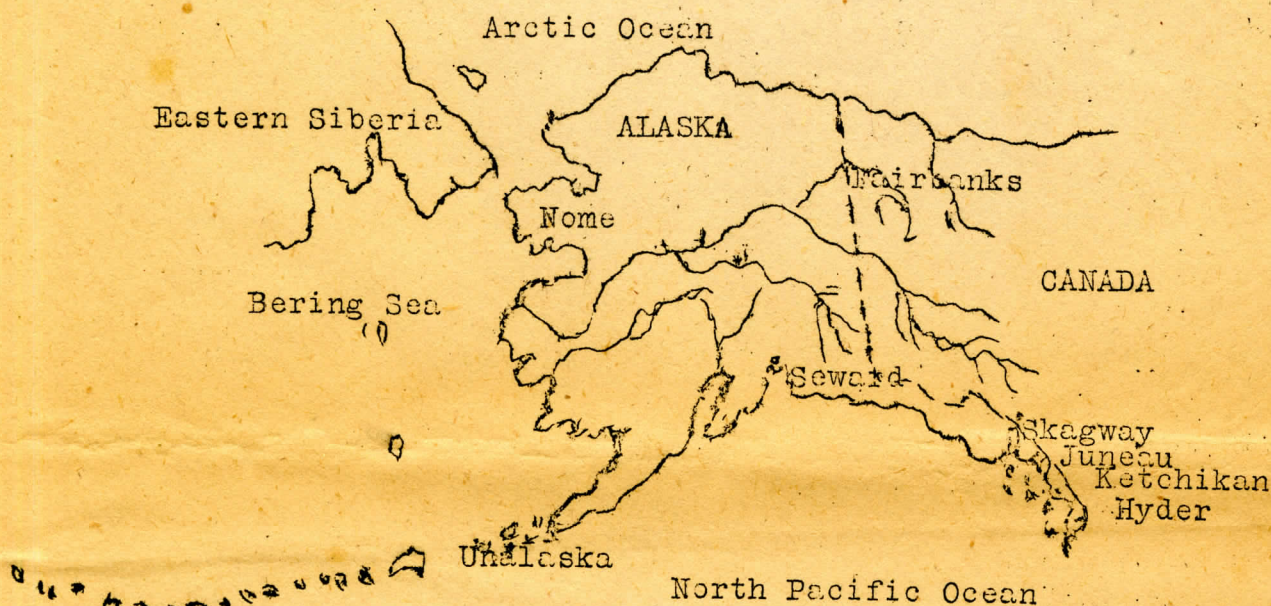 Arctic Ocean
Eastern Siberia
ALASKA
Fairbanks
Nome
CANADA
Bering Sea
Seward
Skagway
Juneau
Ketchikan
Hyder
Unalaska
North Pacific Ocean